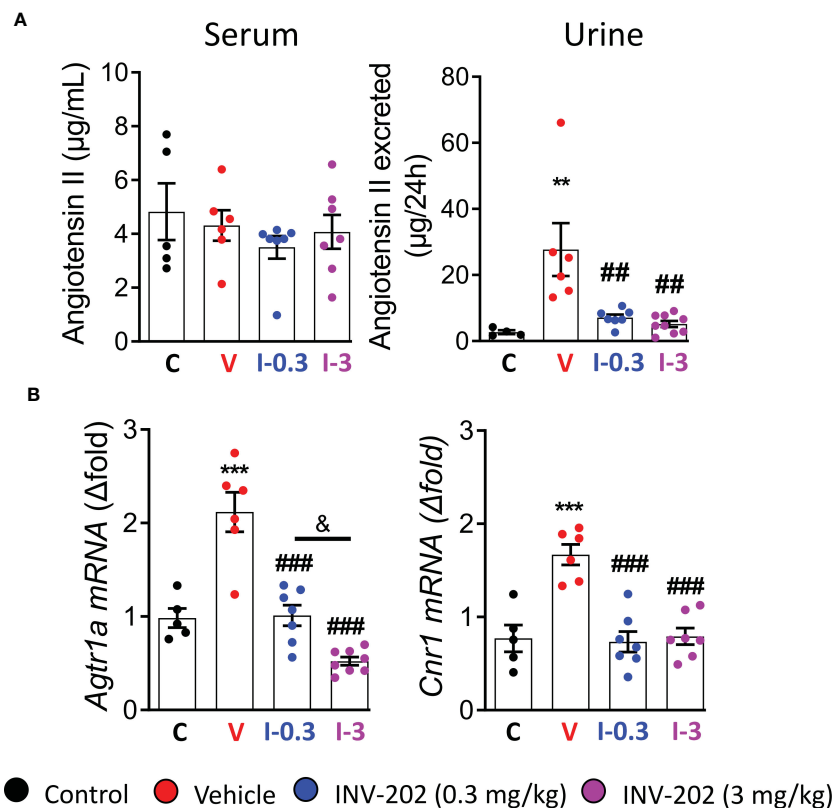 A
Serum
Urine
Angiotensin II (µg/mL)
10
8
6
4
2
0
C V I-0.3 I-3
Angiotensin II excreted
(µg/24h)
80
60
40
20
0
**
##
##
C V I-0.3 I-3
B
Agtr1a mRNA (Δfold)
3
2
1
0
***
&
###
###
C V I-0.3 I-3
Cnr1 mRNA (Δfold)
3
2
1
0
***
###
###
C V I-0.3 I-3
Control Vehicle INV-202 (0.3 mg/kg) INV-202 (3 mg/kg)